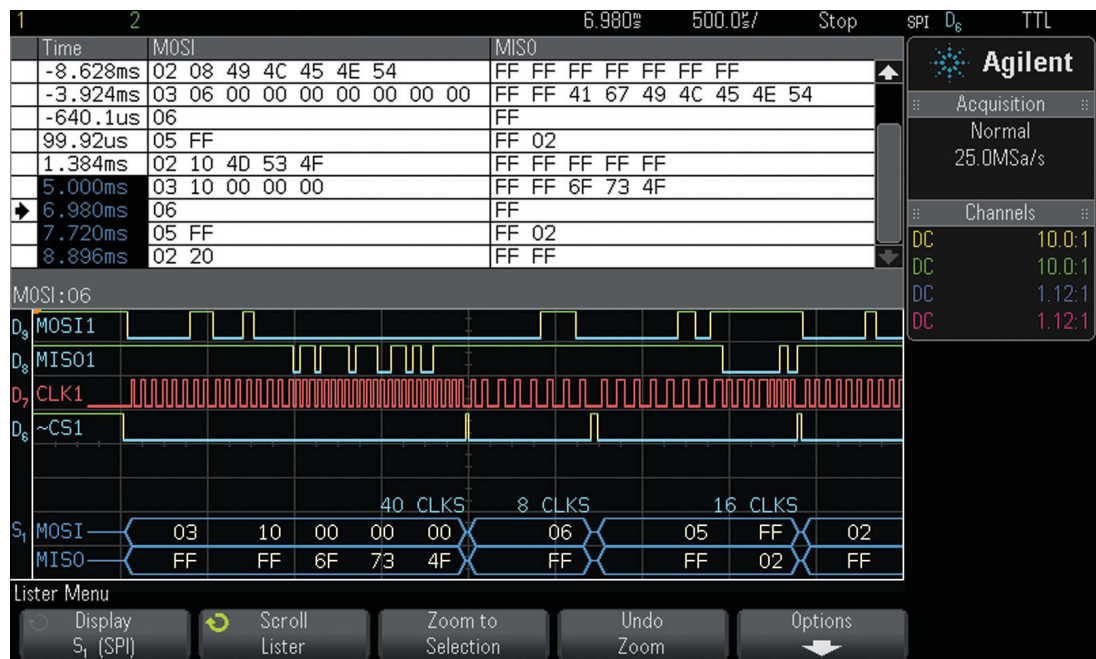 1 2 6.980ms 500.0us/ Stop SPI D6 TTL
Time MOSI MISO
-8.628ms 02 08 49 4C 45 4E 54 FF FF FF FF FF FF FF
-3.924ms 03 06 00 00 00 00 00 00 00 FF FF 41 67 49 4C 45 4E 54
-640.1us 06 FF
99.92us 05 FF FF 02
1.384ms 02 10 4D 53 4F FF FF FF FF FF
5.000ms 03 10 00 00 00 FF FF 6F 73 4F
6.980ms 06 FF
7.720ms 05 FF FF 02
8.896ms 02 20 FF FF
MOSI:06
D9 MOSI1
D8 MISO1
D7 CLK1
D6 ~CS1
40 CLKS 8 CLKS 16 CLKS
S1 MOSI 03 10 00 00 00 06 05 FF 02
MISO FF FF 6F 73 4F FF FF 02 FF
Agilent
Acquisition
Normal
25.0MSa/s
Channels
DC 10.0:1
DC 10.0:1
DC 1.12:1
DC 1.12:1
Lister Menu
Display
S1 (SPI)
Scroll
Lister
Zoom to
Selection
Undo
Zoom
Options